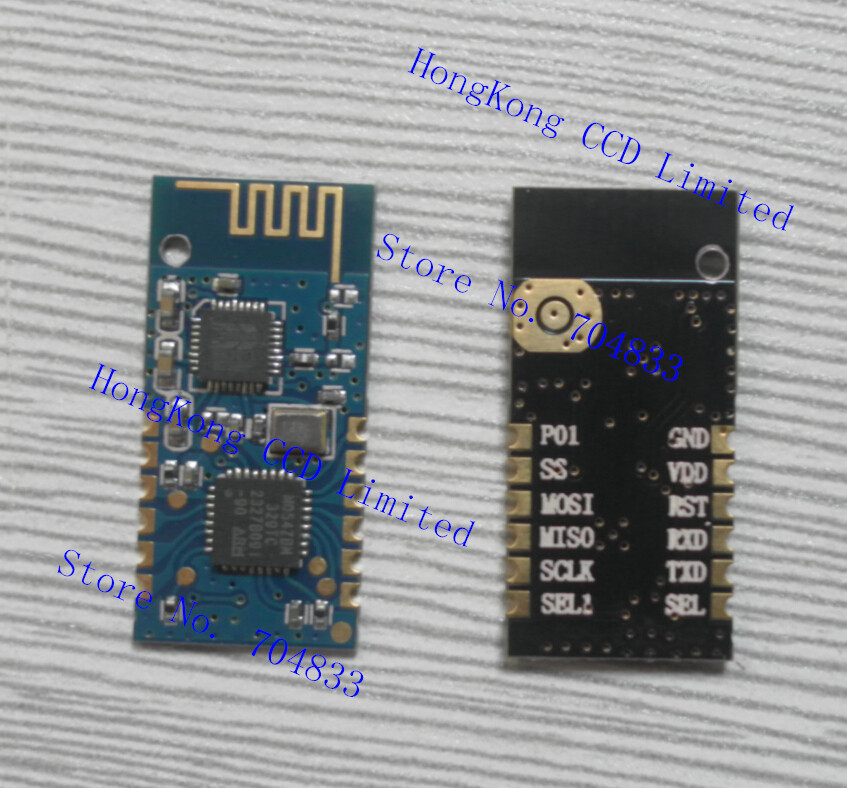 HongKong CCD Limited
Store No. 704833
HongKong CCD Limited
Store No. 704833
P01
GND
SS
VDD
MOSI
RST
MISO
RXD
SCLK
TXD
SEL1
SEL